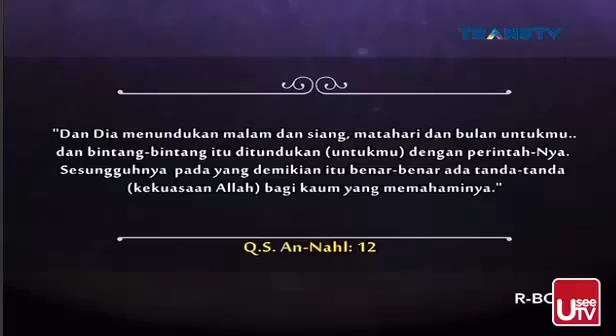 TRANSTV
"Dan Dia menundukan malam dan siang, matahari dan bulan untukmu..
dan bintang-bintang itu ditundukan (untukmu) dengan perintah-Nya.
Sesungguhnya pada yang demikian itu benar-benar ada tanda-tanda
(kekuasaan Allah) bagi kaum yang memahaminya."
Q.S. An-Nahl: 12
R-BO
UseeTV